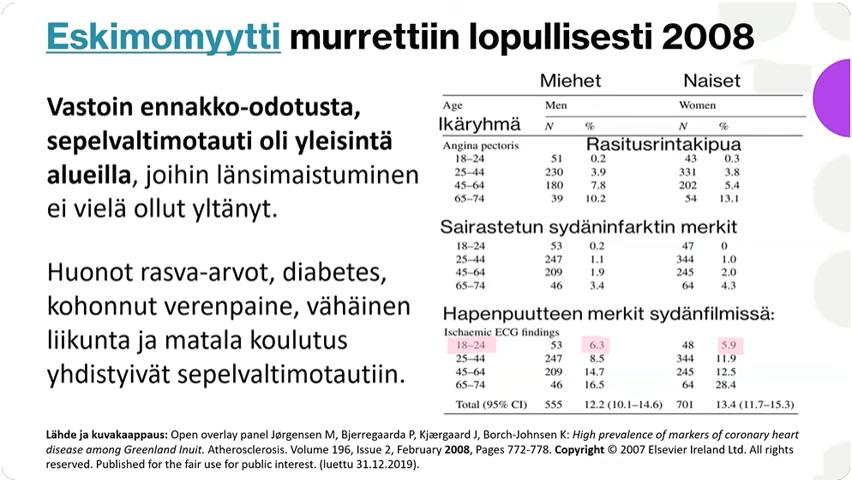 Eskimomyytti murrettiin lopullisesti 2008
Vastoin ennakko-odotusta,
sepelvaltimotauti oli yleisintä
alueilla, joihin länsimaistuminen
ei vielä ollut yltänyt.
Huonot rasva-arvot, diabetes,
kohonnut verenpaine, vähäinen
liikunta ja matala koulutus
yhdistyivät sepelvaltimotautiin.
Miehet Naiset
Age Men Women
Ikäryhmä N % N %
Angina pectoris Rasitusrintakipua
18–24 51 0.2 43 0.3
25–44 230 3.9 331 3.8
45–64 180 7.8 202 5.4
65–74 39 10.2 54 13.1
Sairastetun sydäninfarktin merkit
18–24 53 0.2 47 0
25–44 247 1.1 344 1.0
45–64 209 1.9 245 2.0
65–74 46 3.4 64 4.3
Hapenpuutteen merkit sydänfilmissä:
Ischaemic ECG findings
18–24 53 6.3 48 5.9
25–44 247 8.5 344 11.9
45–64 209 14.7 245 12.5
65–74 46 16.5 64 28.4
Total (95% CI) 555 12.2 (10.1–14.6) 701 13.4 (11.7–15.3)
Lähde ja kuvakaappaus: Open overlay panel Jørgensen M, Bjerregaarda P, Kjærgaard J, Borch-Johnsen K: High prevalence of markers of coronary heart
disease among Greenland Inuit. Atherosclerosis. Volume 196, Issue 2, February 2008, Pages 772-778. Copyright © 2007 Elsevier Ireland Ltd. All rights
reserved. Published for the fair use for public interest. (luettu 31.12.2019).